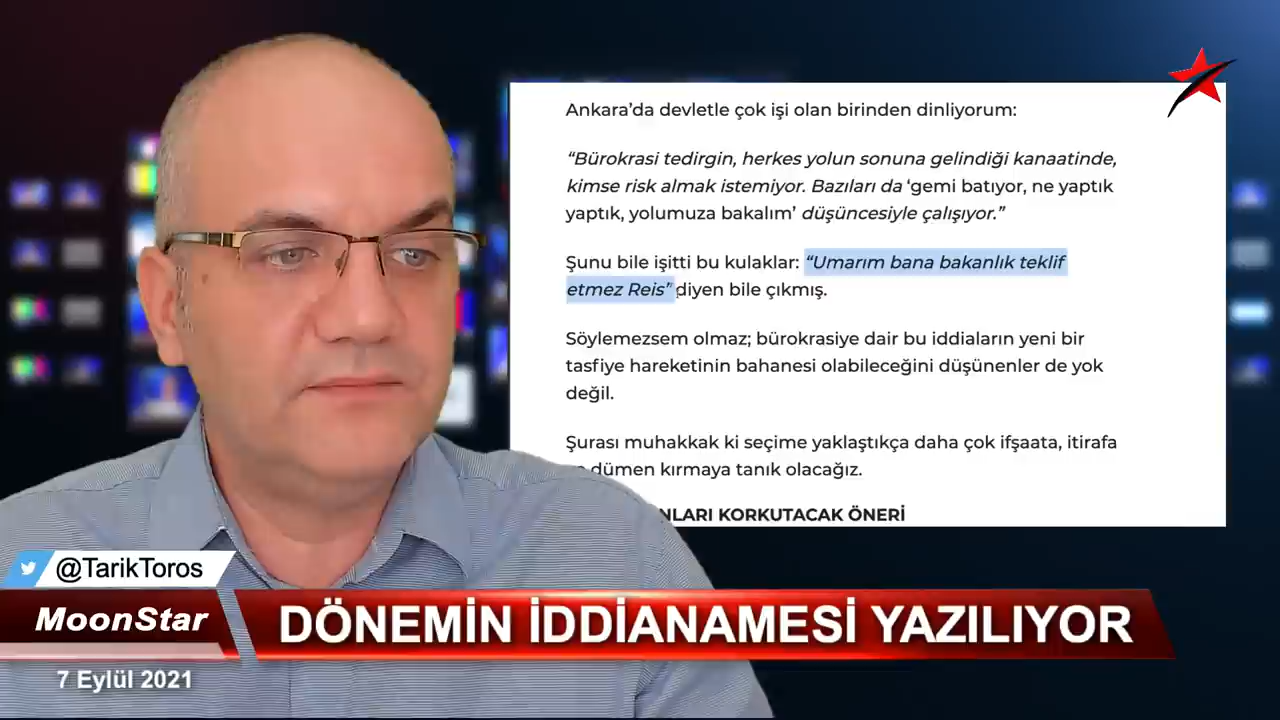 Ankara’da devletle çok işi olan birinden dinliyorum:
“Bürokrasi tedirgin, herkes yolun sonuna gelindiği kanaatinde,
kimse risk almak istemiyor. Bazıları da ‘gemi batıyor, ne yaptık
yaptık, yolumuza bakalım’ düşüncesiyle çalışıyor.”
Şunu bile işitti bu kulaklar: “Umarım bana bakanlık teklif
etmez Reis” diyen bile çıkmış.
Söylemezsem olmaz; bürokrasiye dair bu iddiaların yeni bir
tasfiye hareketinin bahanesi olabileceğini düşünenler de yok
değil.
Şurası muhakkak ki seçime yaklaştıkça daha çok ifşaata, itirafa
dümen kırmaya tanık olacağız.
KORKUTACAK ÖNERİ
@TarikToros
MoonStar
DÖNEMİN İDDİANAMESİ YAZILIYOR
7 Eylül 2021